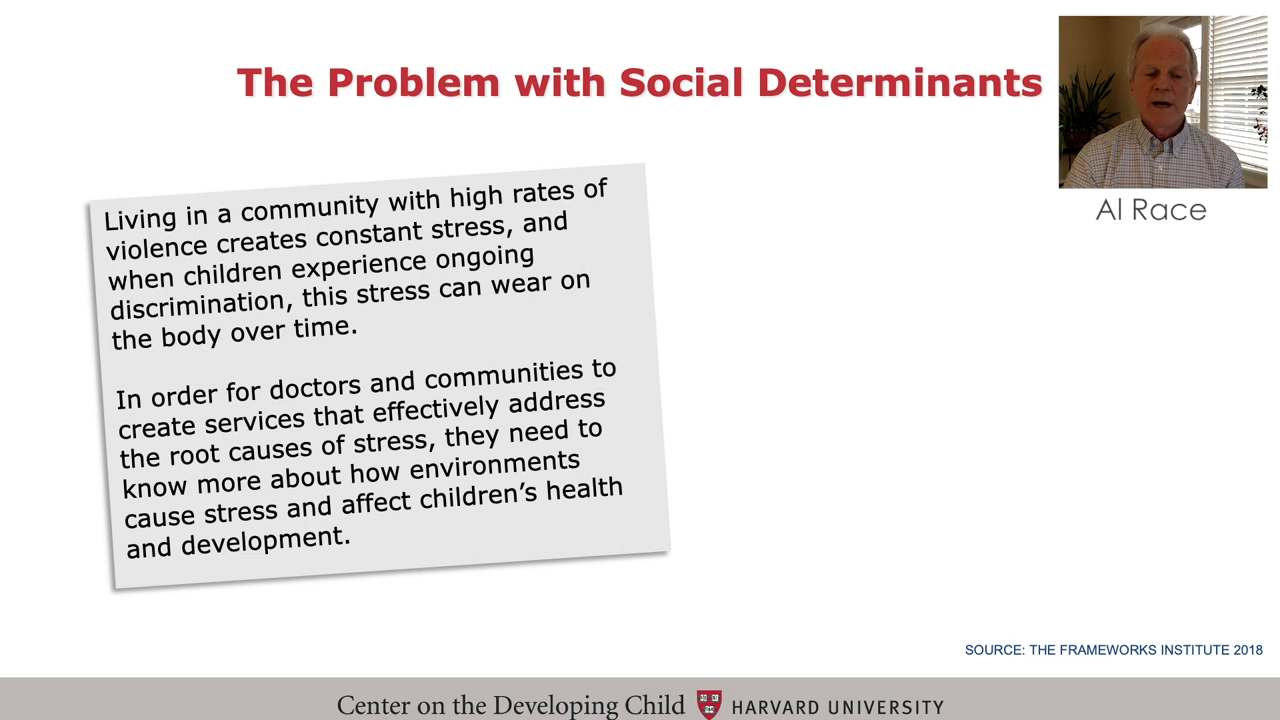 The Problem with Social Determinants
Al Race
Living in a community with high rates of
violence creates constant stress, and
when children experience ongoing
discrimination, this stress can wear on
the body over time.
In order for doctors and communities to
create services that effectively address
the root causes of stress, they need to
know more about how environments
cause stress and affect children’s health
and development.
SOURCE: THE FRAMEWORKS INSTITUTE 2018
Center on the Developing Child HARVARD UNIVERSITY